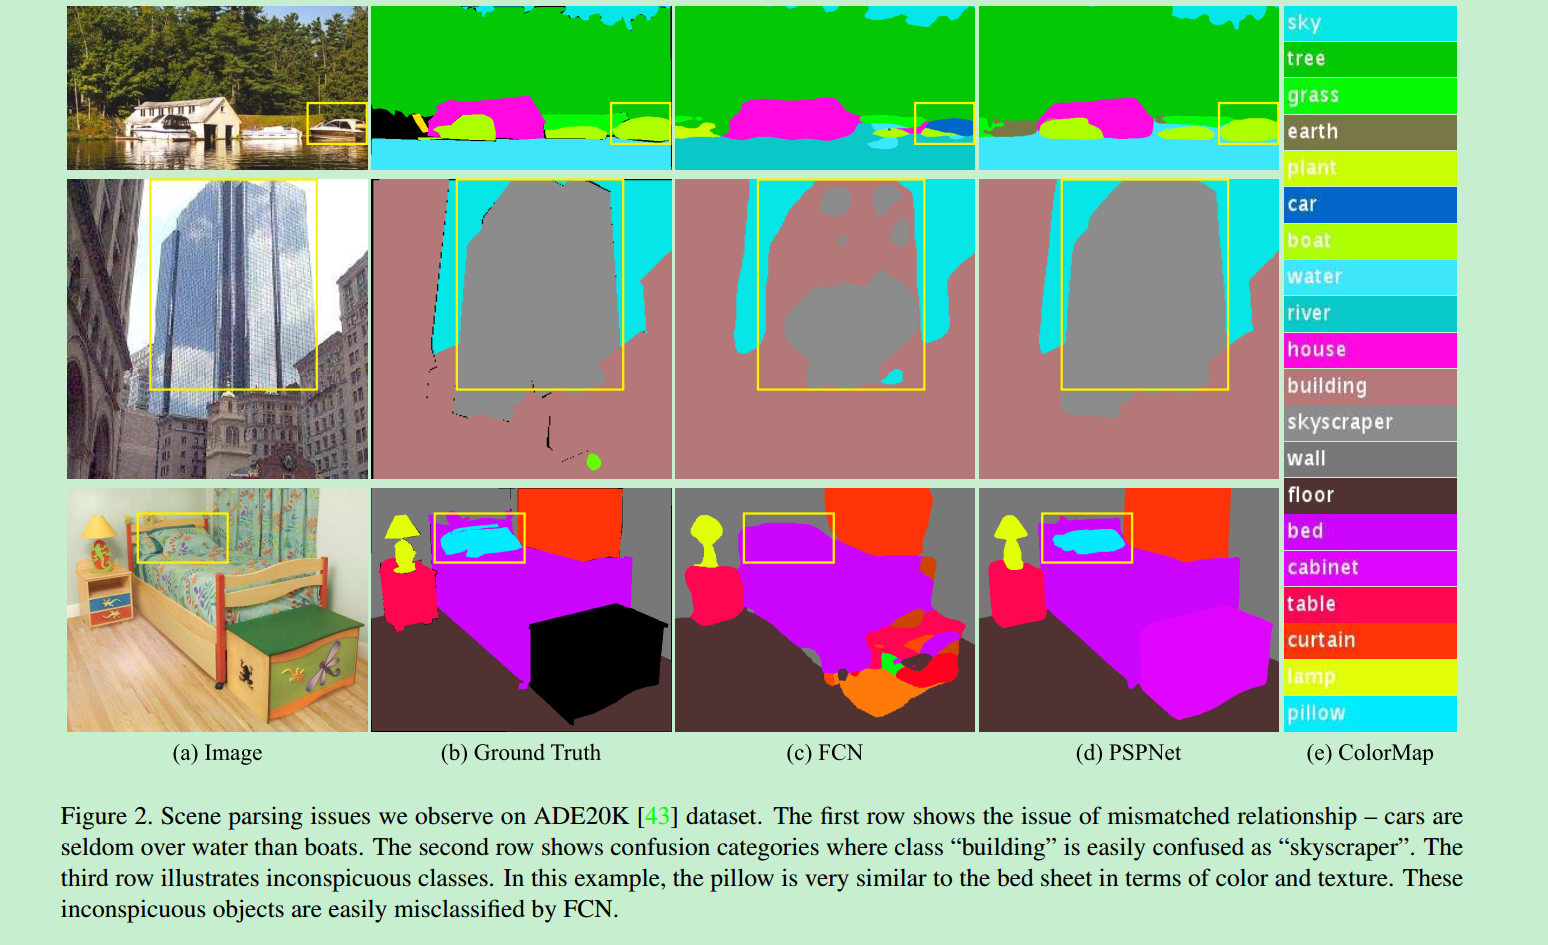 sky
tree
grass
earth
plant
car
boat
water
river
house
building
skyscraper
wall
floor
bed
cabinet
table
curtain
lamp
pillow
(a) Image
(b) Ground Truth
(c) FCN
(d) PSPNet
(e) ColorMap
Figure 2. Scene parsing issues we observe on ADE20K [43] dataset. The first row shows the issue of mismatched relationship – cars are
seldom over water than boats. The second row shows confusion categories where class “building” is easily confused as “skyscraper”. The
third row illustrates inconspicuous classes. In this example, the pillow is very similar to the bed sheet in terms of color and texture. These
inconspicuous objects are easily misclassified by FCN.